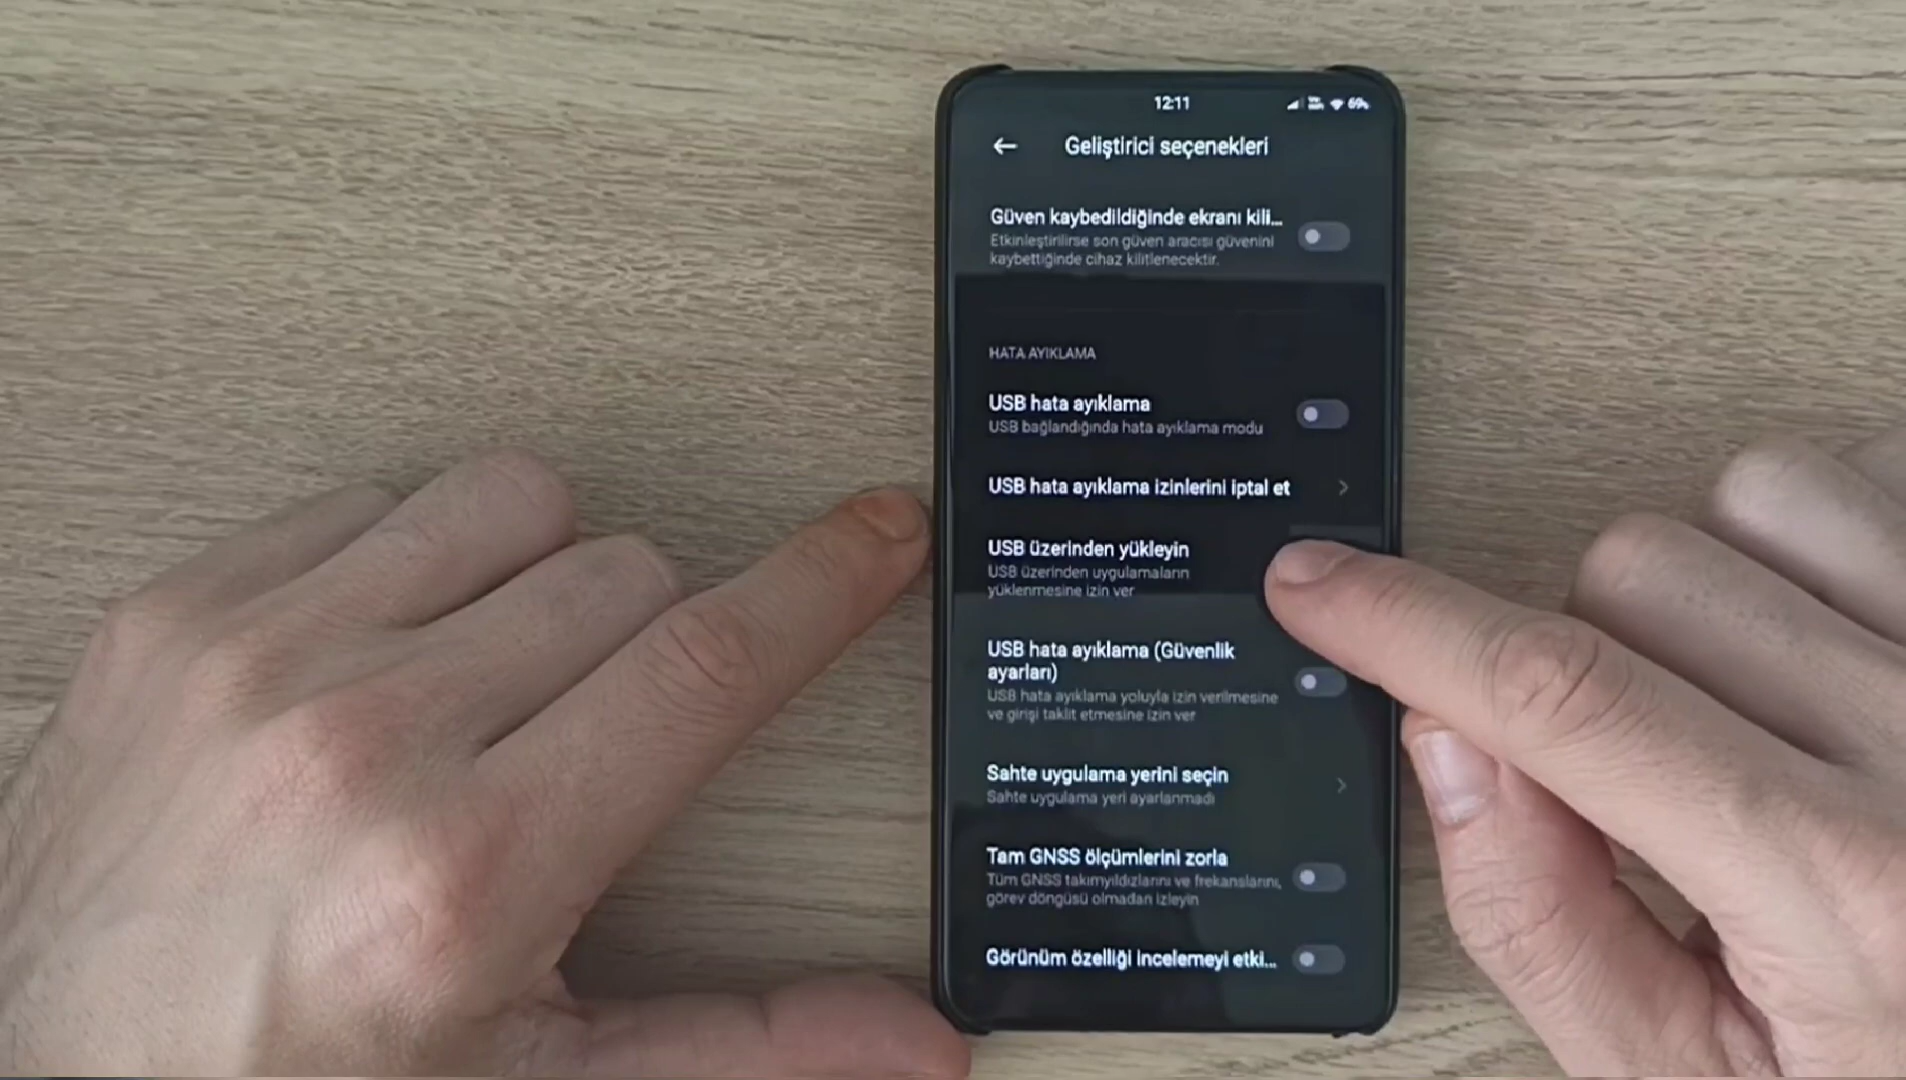 12:11
69%
Geliştirici seçenekleri
Güven kaybedildiğinde ekranı kili...
Etkinleştirilirse son güven aracısı güvenini
kaybettiğinde cihaz kilitlenecektir.
HATA AYIKLAMA
USB hata ayıklama
USB bağlandığında hata ayıklama modu
USB hata ayıklama izinlerini iptal et
USB üzerinden yükleyin
USB üzerinden uygulamaların
yüklenmesine izin ver
USB hata ayıklama (Güvenlik
ayarları)
USB hata ayıklama yoluyla izin verilmesine
ve girişi taklit etmesine izin ver
Sahte uygulama yerini seçin
Sahte uygulama yeri ayarlanmadı
Tam GNSS ölçümlerini zorla
Tüm GNSS takımyıldızlarını ve frekanslarını,
görev döngüsü olmadan izleyin
Görünüm özelliği incelemeyi etki...